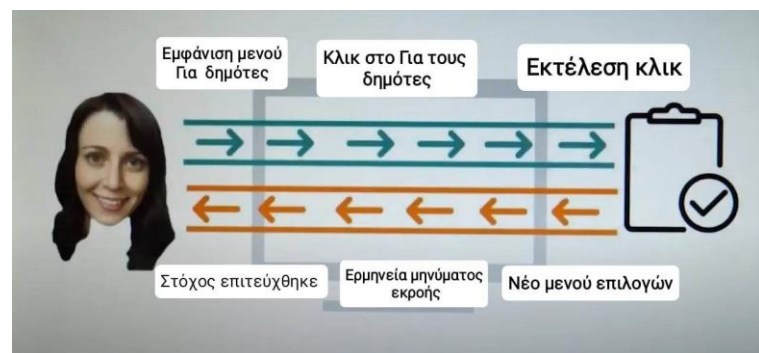 Εμφάνιση μενού
Για δημότες
Κλικ στο Για τους
δημότες
Εκτέλεση κλικ
Στόχος επιτεύχθηκε
Ερμηνεία μηνύματος
εκροής
Νέο μενού επιλογών